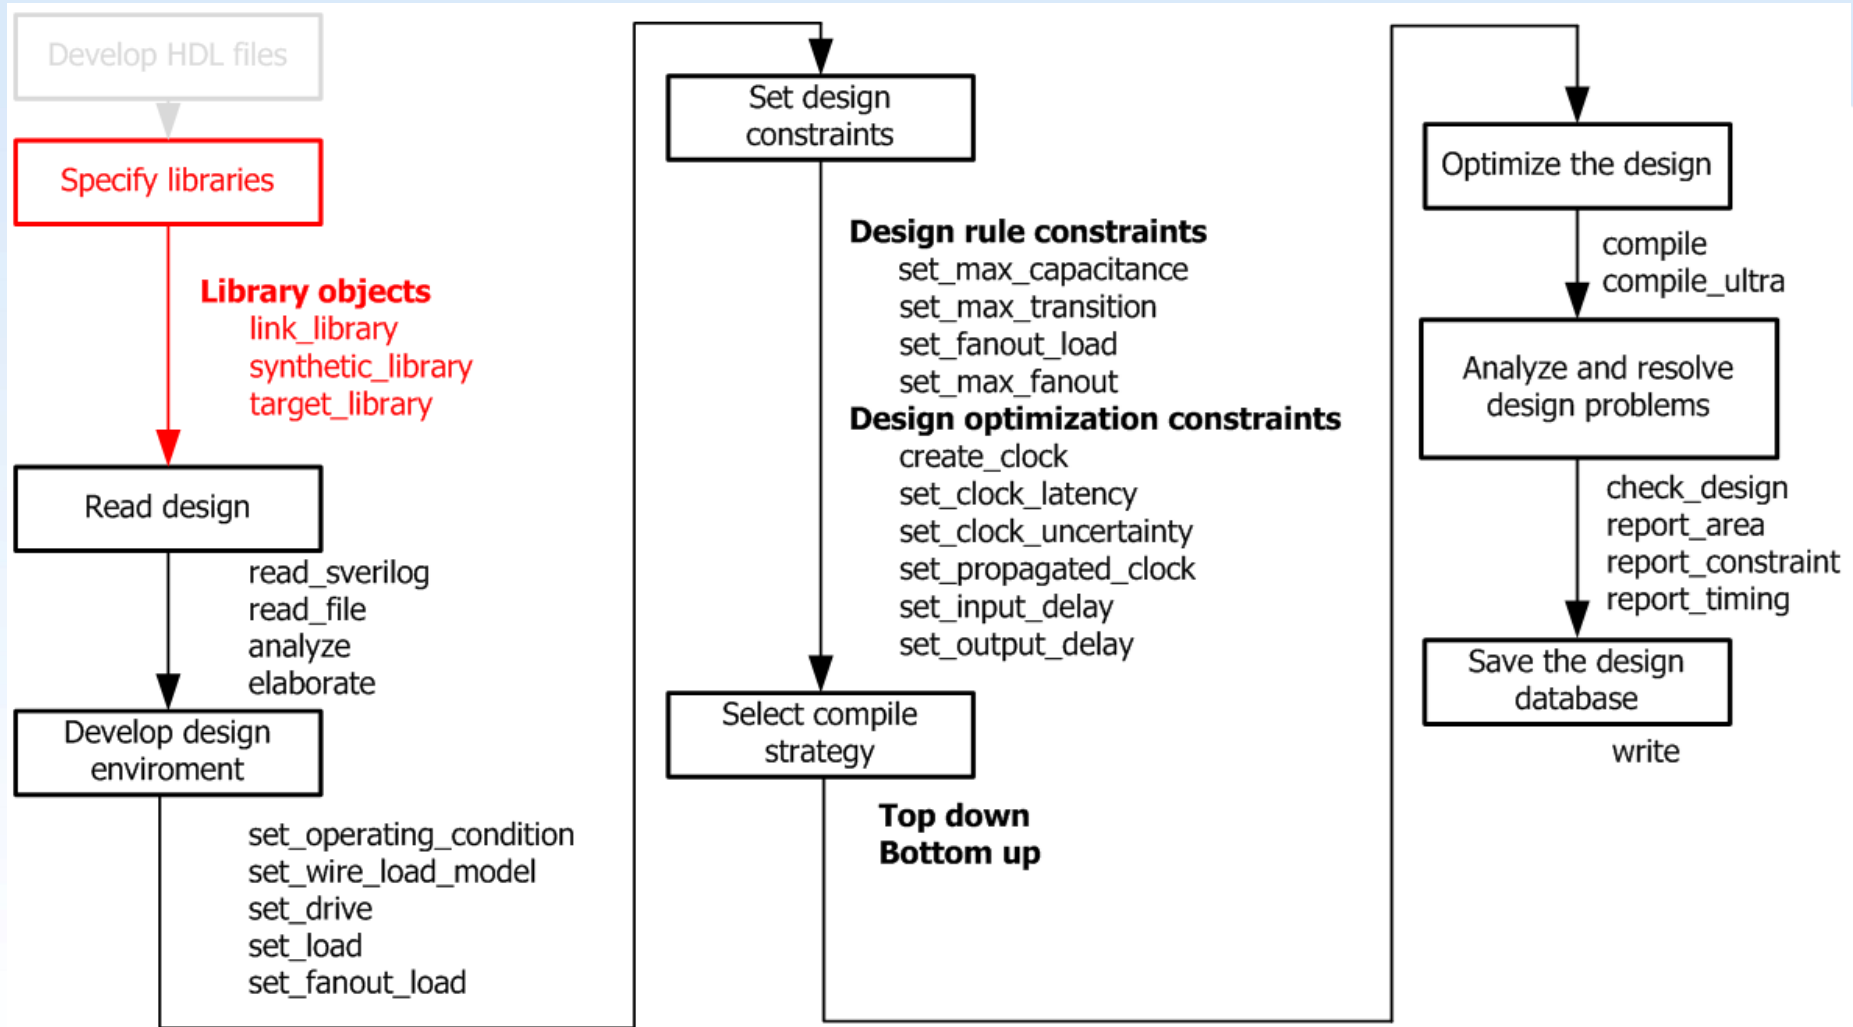 Develop HDL files
Specify libraries
Library objects
link_library
synthetic_library
target_library
Read design
read_sverilog
read_file
analyze
elaborate
Develop design
enviroment
set_operating_condition
set_wire_load_model
set_drive
set_load
set_fanout_load
Set design
constraints
Design rule constraints
set_max_capacitance
set_max_transition
set_fanout_load
set_max_fanout
Design optimization constraints
create_clock
set_clock_latency
set_clock_uncertainty
set_propagated_clock
set_input_delay
set_output_delay
Select compile
strategy
Top down
Bottom up
Optimize the design
compile
compile_ultra
Analyze and resolve
design problems
check_design
report_area
report_constraint
report_timing
Save the design
database
write